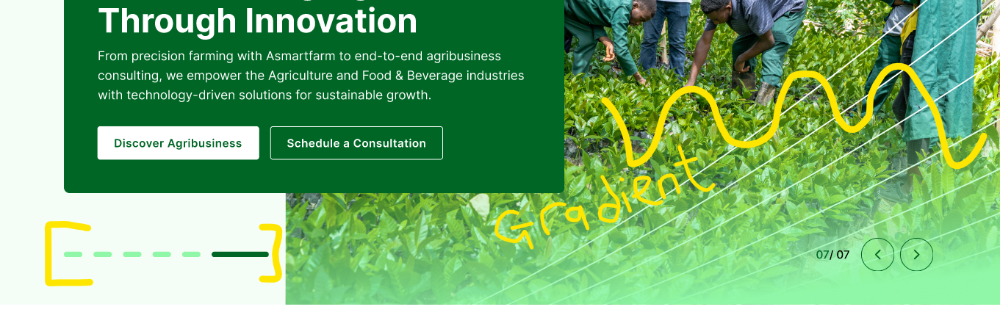 Through Innovation
From precision farming with Asmartfarm to end-to-end agribusiness
consulting, we empower the Agriculture and Food & Beverage industries
with technology-driven solutions for sustainable growth.
Discover Agribusiness
Schedule a Consultation
Gradient
07/ 07